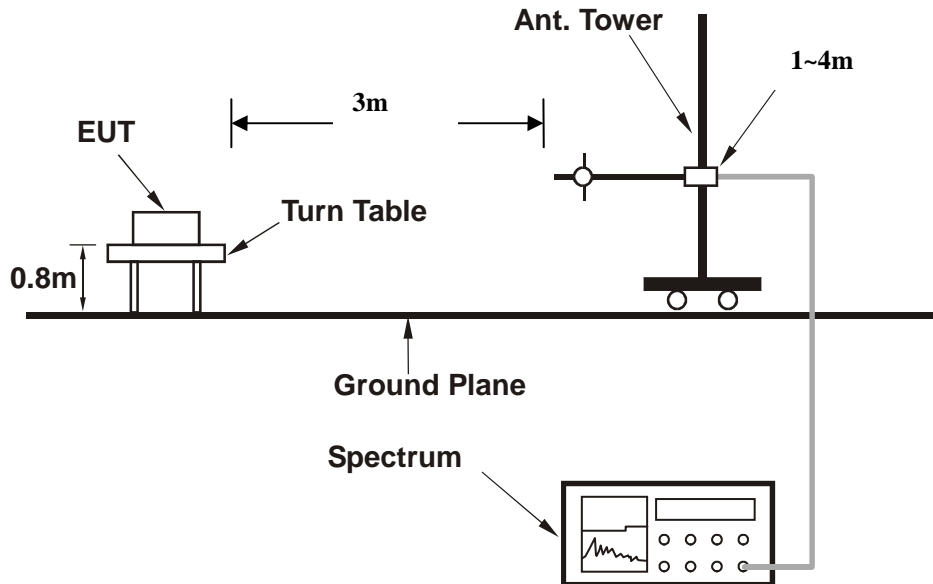 Ant. Tower
1~4m
3m
EUT
Turn Table
0.8m
Ground Plane
Spectrum